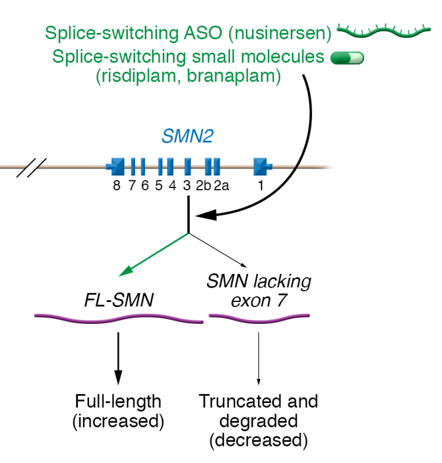 Splice-switching ASO (nusinersen)
Splice-switching small molecules
(risdiplam, branaplam)
SMN2
8 7 6 5 4 3 2b 2a 1
FL-SMN
SMN lacking
exon 7
Full-length
(increased)
Truncated and
degraded
(decreased)